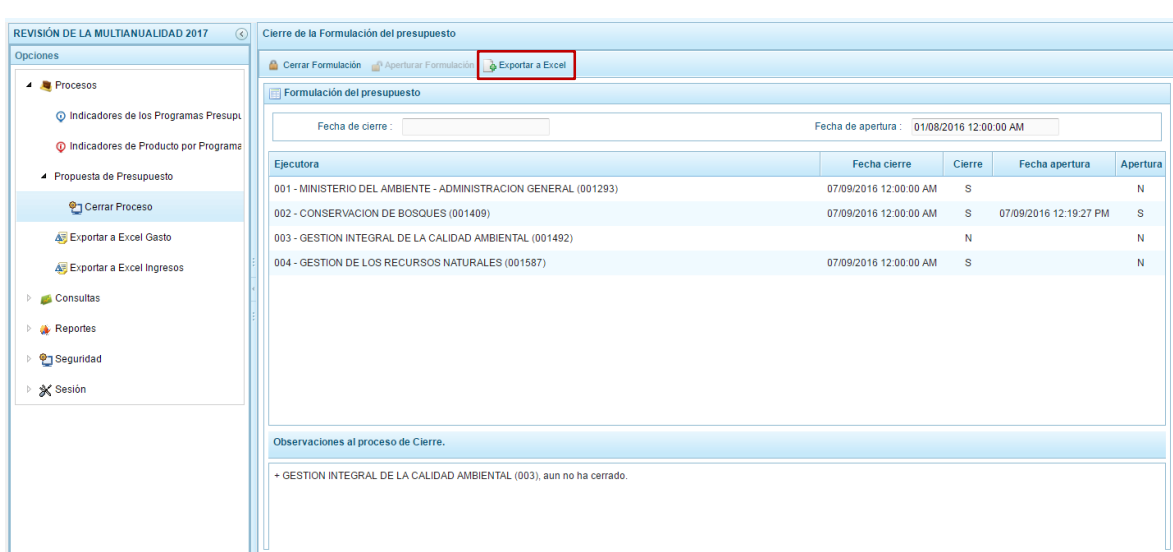 REVISIÓN DE LA MULTIANUALIDAD 2017
Opciones
Procesos
Indicadores de los Programas Presupu
Indicadores de Producto por Programa
Propuesta de Presupuesto
Cerrar Proceso
Exportar a Excel Gasto
Exportar a Excel Ingresos
Consultas
Reportes
Seguridad
Sesión
Cierre de la Formulación del presupuesto
Cerrar Formulación Aperturar Formulación Exportar a Excel
Formulación del presupuesto
Fecha de cierre : Fecha de apertura : 01/08/2016 12:00:00 AM
Ejecutora Fecha cierre Cierre Fecha apertura Apertura
001 - MINISTERIO DEL AMBIENTE - ADMINISTRACION GENERAL (001293) 07/09/2016 12:00:00 AM S N
002 - CONSERVACION DE BOSQUES (001409) 07/09/2016 12:00:00 AM S 07/09/2016 12:19:27 PM S
003 - GESTION INTEGRAL DE LA CALIDAD AMBIENTAL (001492) N N
004 - GESTION DE LOS RECURSOS NATURALES (001587) 07/09/2016 12:00:00 AM S N
Observaciones al proceso de Cierre.
+ GESTION INTEGRAL DE LA CALIDAD AMBIENTAL (003), aun no ha cerrado.